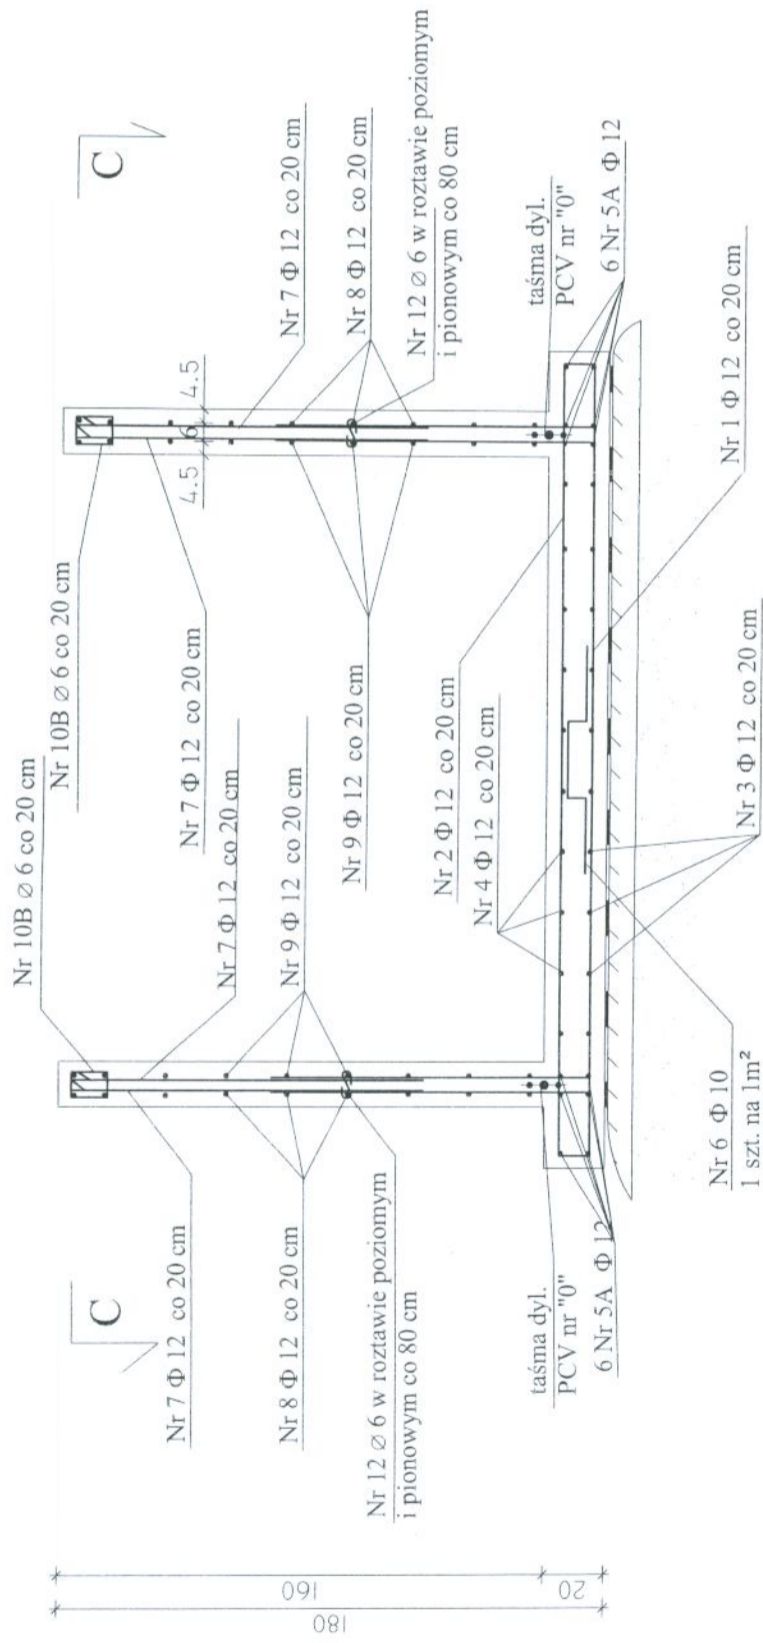 Nr 10B ⌀ 6 co 20 cm
Nr 10B ⌀ 6 co 20 cm
C
C
Nr 7 Φ 12 co 20 cm
Nr 8 Φ 12 co 20 cm
Nr 12 ⌀ 6 w roztawie poziomym
i pionowym co 80 cm
Nr 7 Φ 12 co 20 cm
Nr 9 Φ 12 co 20 cm
Nr 7 Φ 12 co 20 cm
Nr 9 Φ 12 co 20 cm
4.5
6
4.5
Nr 7 Φ 12 co 20 cm
Nr 8 Φ 12 co 20 cm
Nr 12 ⌀ 6 w roztawie poziomym
i pionowym co 80 cm
Nr 2 Φ 12 co 20 cm
Nr 4 Φ 12 co 20 cm
taśma dyl.
PCV nr "0"
6 Nr 5A Φ 12
taśma dyl.
PCV nr "0"
6 Nr 5A Φ 12
Nr 6 Φ 10
1 szt. na 1m²
Nr 3 Φ 12 co 20 cm
Nr 1 Φ 12 co 20 cm
160
20
180